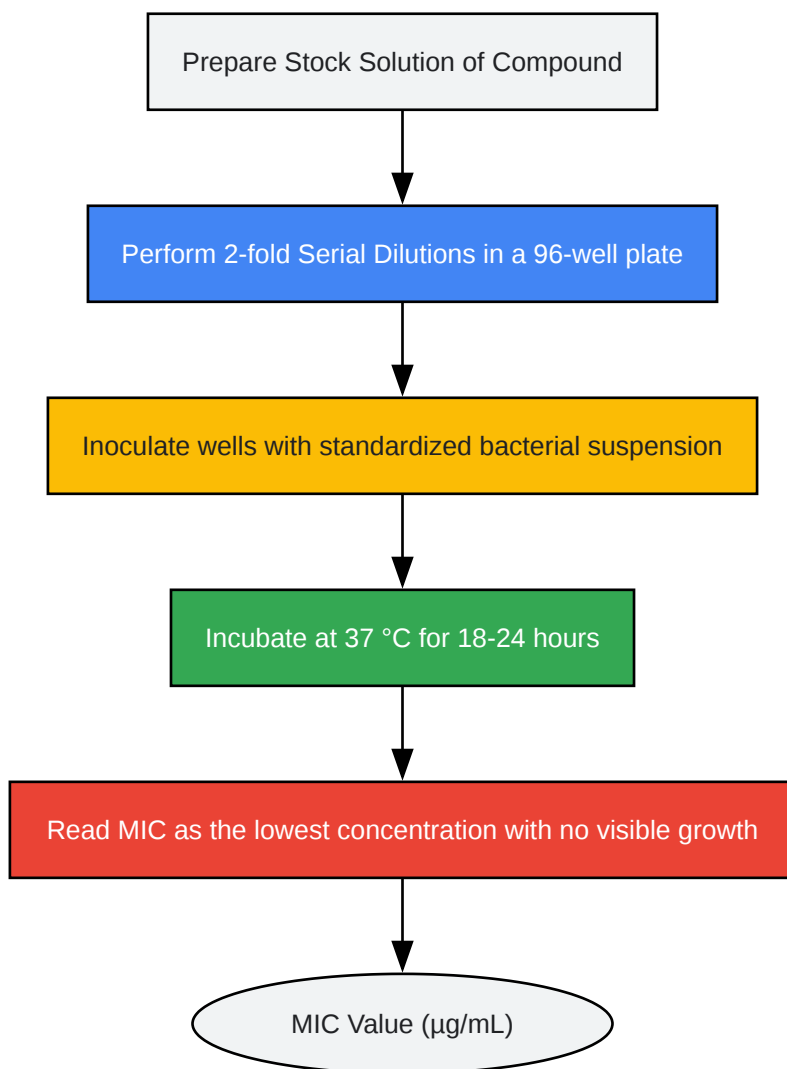 Prepare Stock Solution of Compound
Perform 2-fold Serial Dilutions in a 96-well plate
Inoculate wells with standardized bacterial suspension
Incubate at 37 °C for 18-24 hours
Read MIC as the lowest concentration with no visible growth
MIC Value (µg/mL)